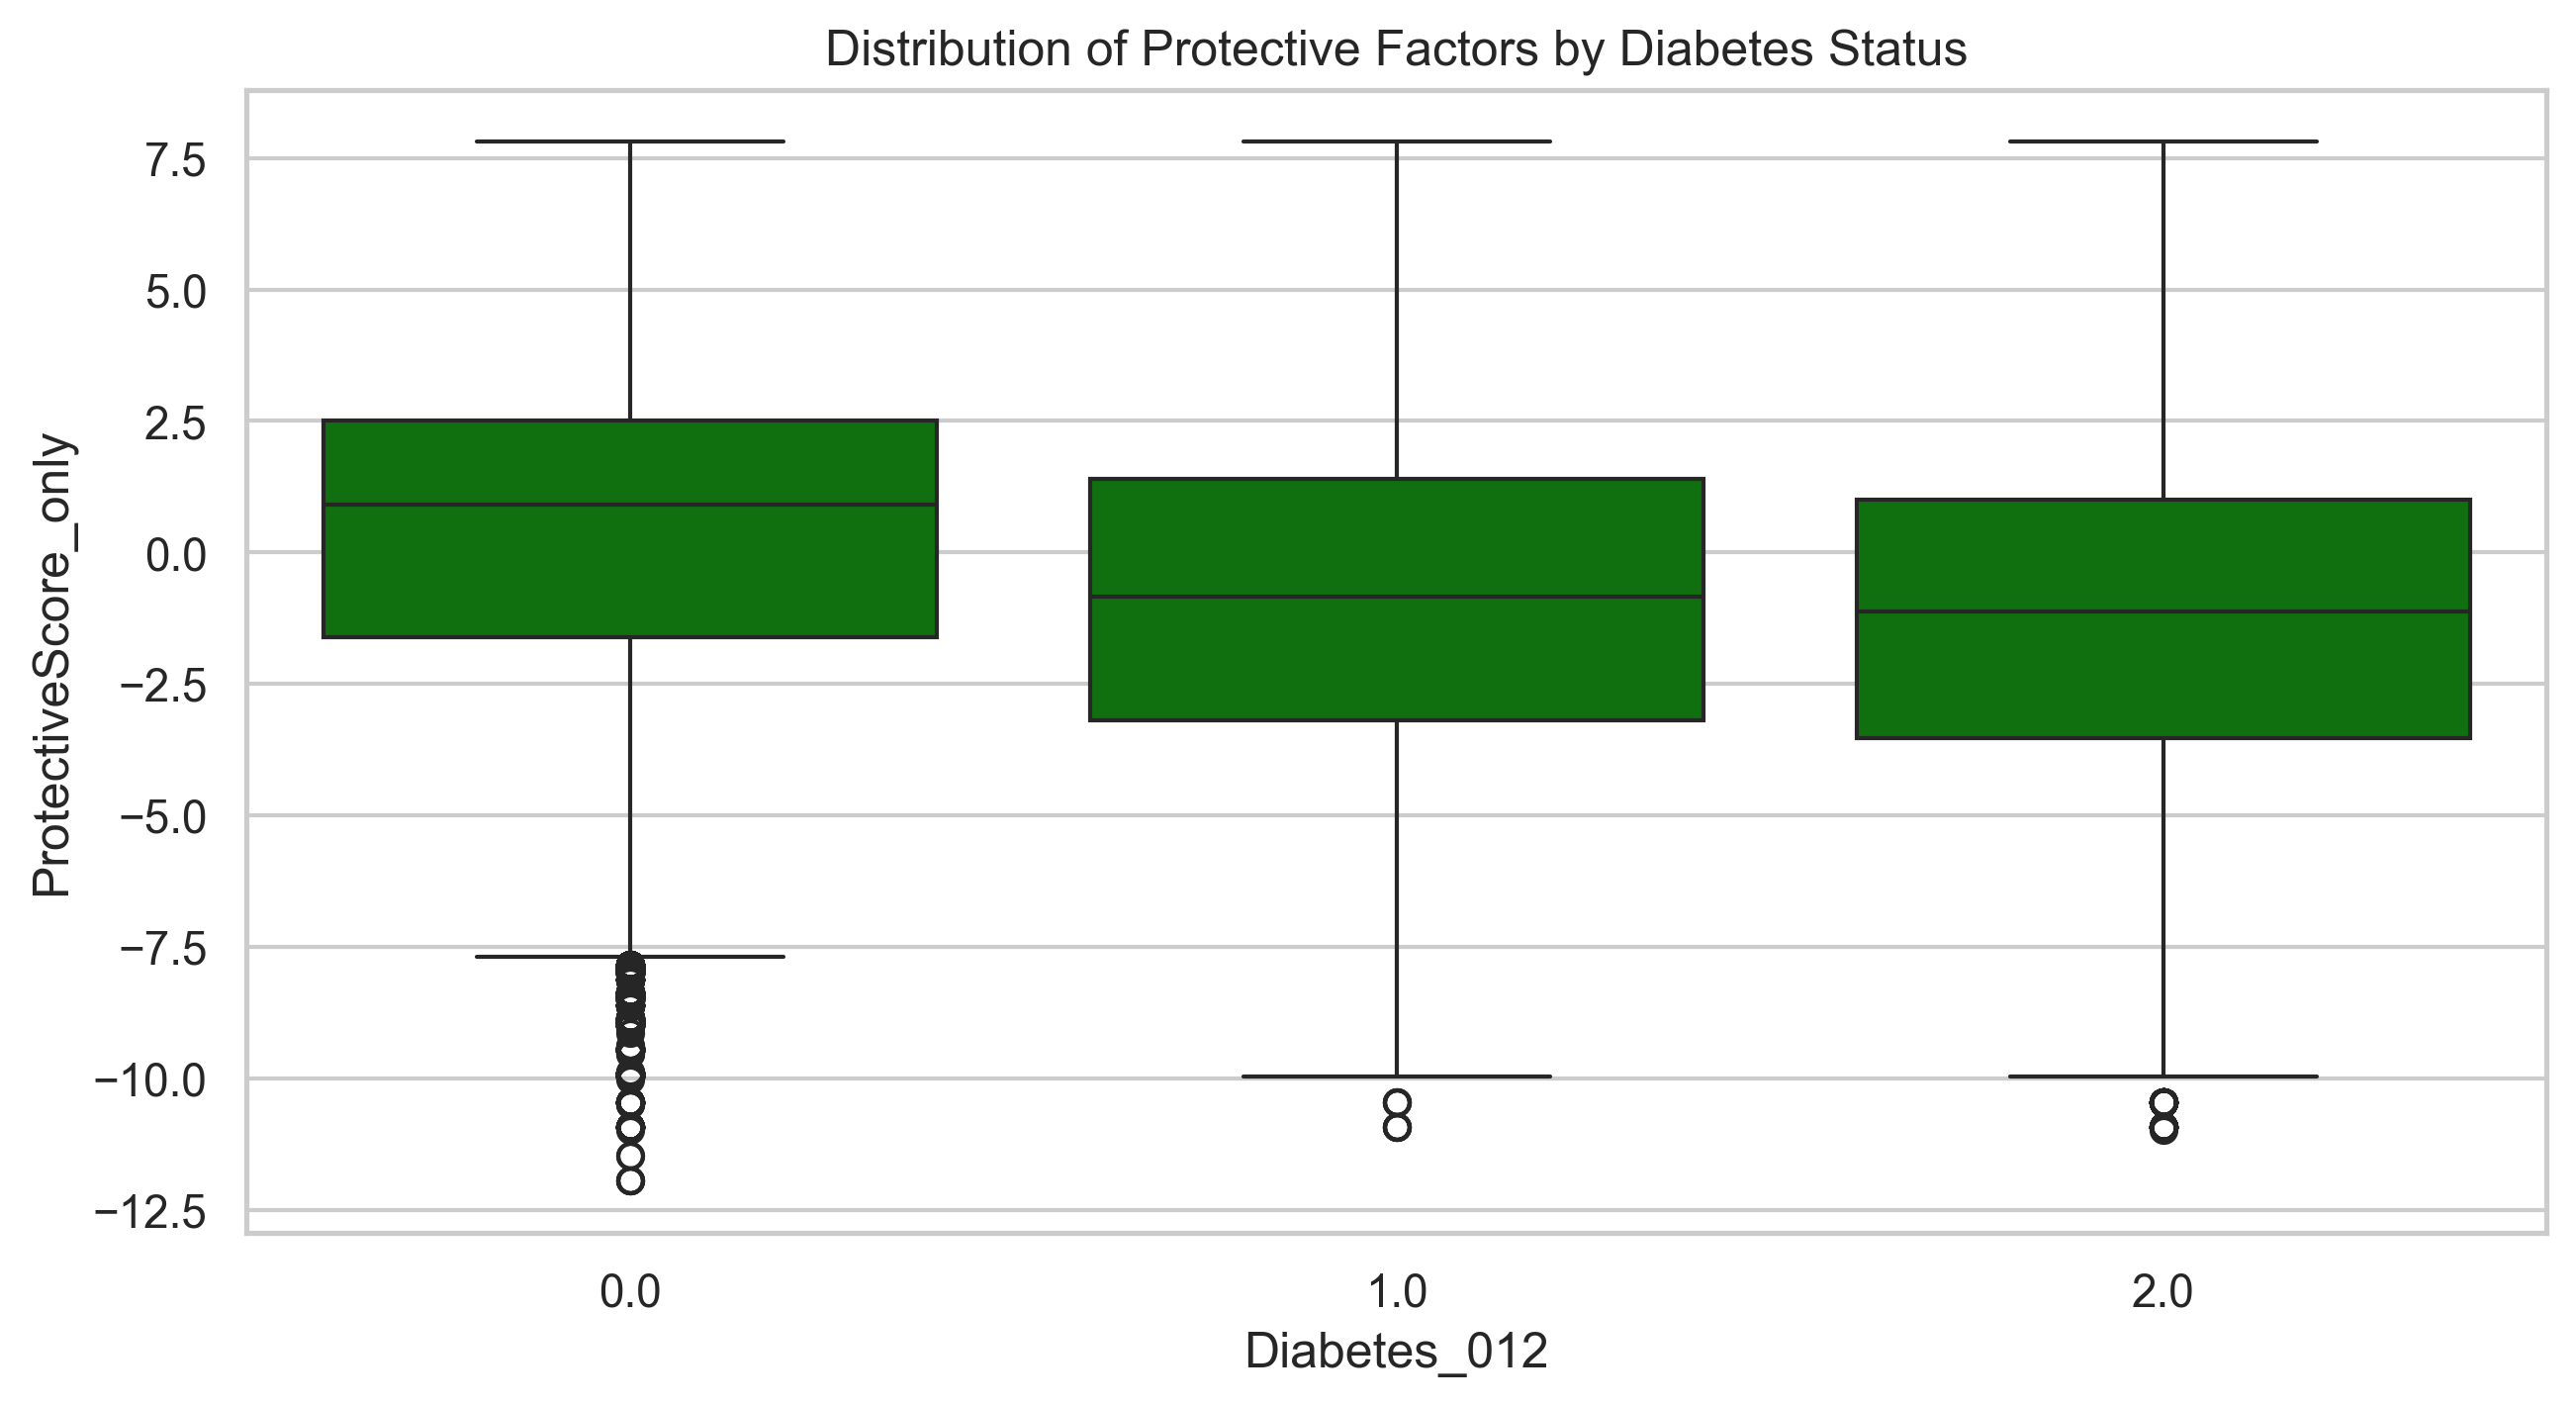 Distribution of Protective Factors by Diabetes Status
ProtectiveScore_only
7.5
5.0
2.5
0.0
−2.5
−5.0
−7.5
−10.0
−12.5
0.0 1.0 2.0
Diabetes_012